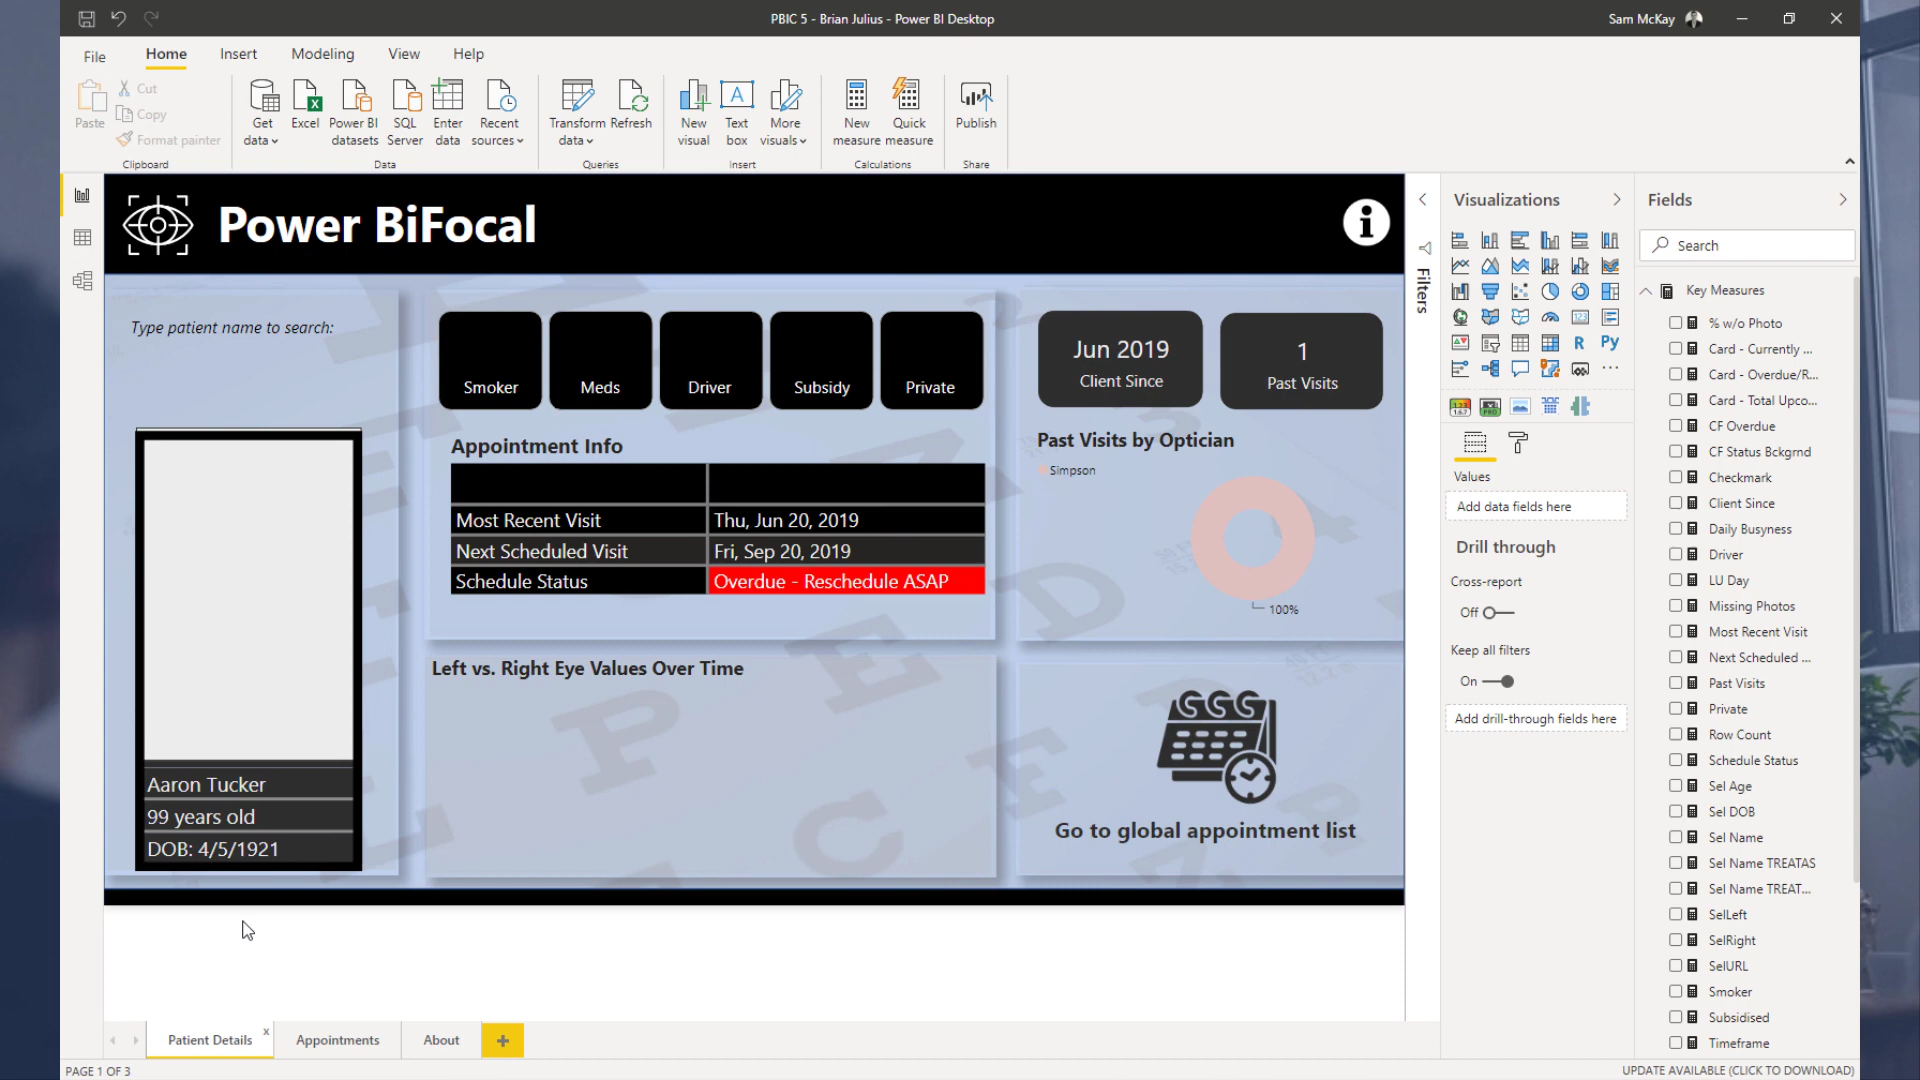 PBIC 5 - Brian Julius - Power BI Desktop
Sam McKay
File
Home
Insert
Modeling
View
Help
Paste
Cut
Copy
Format painter
Clipboard
Get data
Excel
Power BI datasets
SQL Server
Enter data
Recent sources
Data
Transform data
Refresh
Queries
New visual
Text box
More visuals
Insert
New measure
Quick measure
Calculations
Publish
Share
Power BiFocal
Type patient name to search:
Aaron Tucker
99 years old
DOB: 4/5/1921
Smoker
Meds
Driver
Subsidy
Private
Appointment Info
Most Recent Visit
Thu, Jun 20, 2019
Next Scheduled Visit
Fri, Sep 20, 2019
Schedule Status
Overdue - Reschedule ASAP
Left vs. Right Eye Values Over Time
Jun 2019
Client Since
1
Past Visits
Past Visits by Optician
Simpson
100%
Go to global appointment list
Filters
Visualizations
R
Py
Values
Add data fields here
Drill through
Cross-report
Off
Keep all filters
On
Add drill-through fields here
Fields
Search
Key Measures
% w/o Photo
Card - Currently ...
Card - Overdue/R...
Card - Total Upco...
CF Overdue
CF Status Bckgrnd
Checkmark
Client Since
Daily Busyness
Driver
LU Day
Missing Photos
Most Recent Visit
Next Scheduled ...
Past Visits
Private
Row Count
Schedule Status
Sel Age
Sel DOB
Sel Name
Sel Name TREATAS
Sel Name TREAT...
SelLeft
SelRight
SelURL
Smoker
Subsidised
Timeframe
Patient Details
x
Appointments
About
+
PAGE 1 OF 3
UPDATE AVAILABLE (CLICK TO DOWNLOAD)